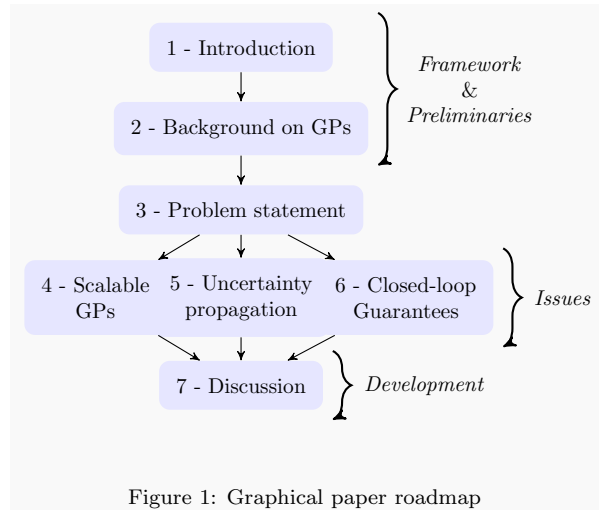 1 - Introduction
Framework
&
Preliminaries
2 - Background on GPs
3 - Problem statement
4 - Scalable
GPs
5 - Uncertainty
propagation
6 - Closed-loop
Guarantees
Issues
7 - Discussion
Development
Figure 1: Graphical paper roadmap